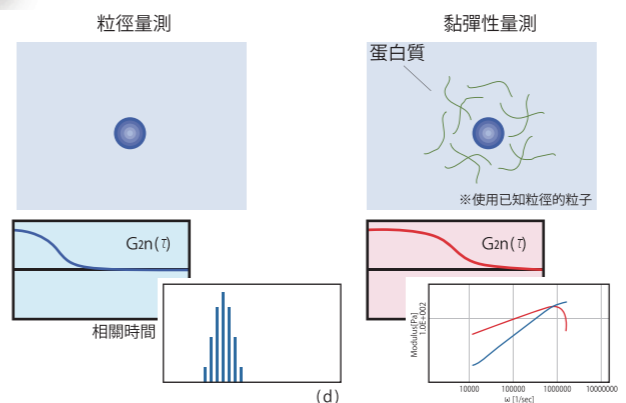 粒徑量測
黏彈性量測
蛋白質
※使用已知粒徑的粒子
G2n(τ)
G2n(τ)
相關時間
Modulus[Pa]
1.0E+002
10000 100000 1000000 10000000
ω [1/sec]
(d)